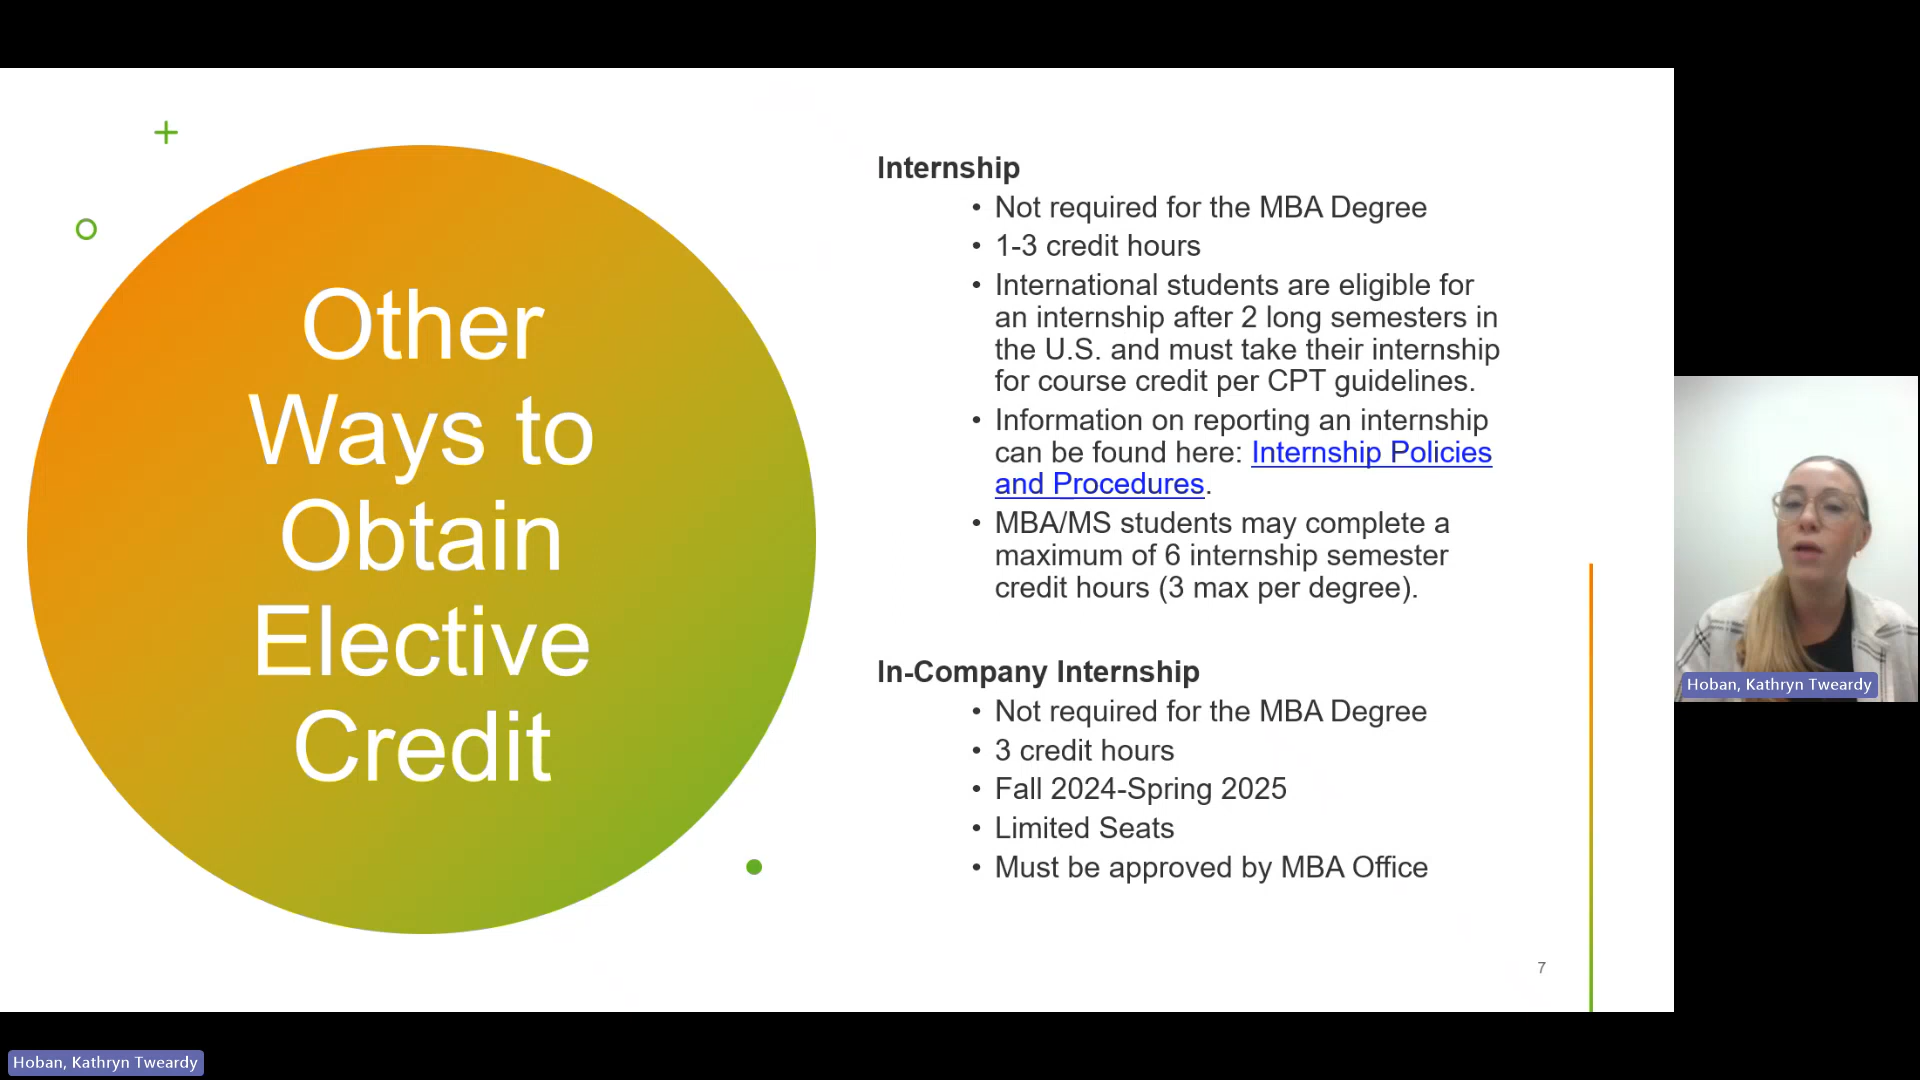 Other
Ways to
Obtain
Elective
Credit
Internship
• Not required for the MBA Degree
• 1-3 credit hours
• International students are eligible for
an internship after 2 long semesters in
the U.S. and must take their internship
for course credit per CPT guidelines.
• Information on reporting an internship
can be found here: Internship Policies
and Procedures.
• MBA/MS students may complete a
maximum of 6 internship semester
credit hours (3 max per degree).
In-Company Internship
• Not required for the MBA Degree
• 3 credit hours
• Fall 2024-Spring 2025
• Limited Seats
• Must be approved by MBA Office
7
Hoban, Kathryn Tweardy
Hoban, Kathryn Tweardy